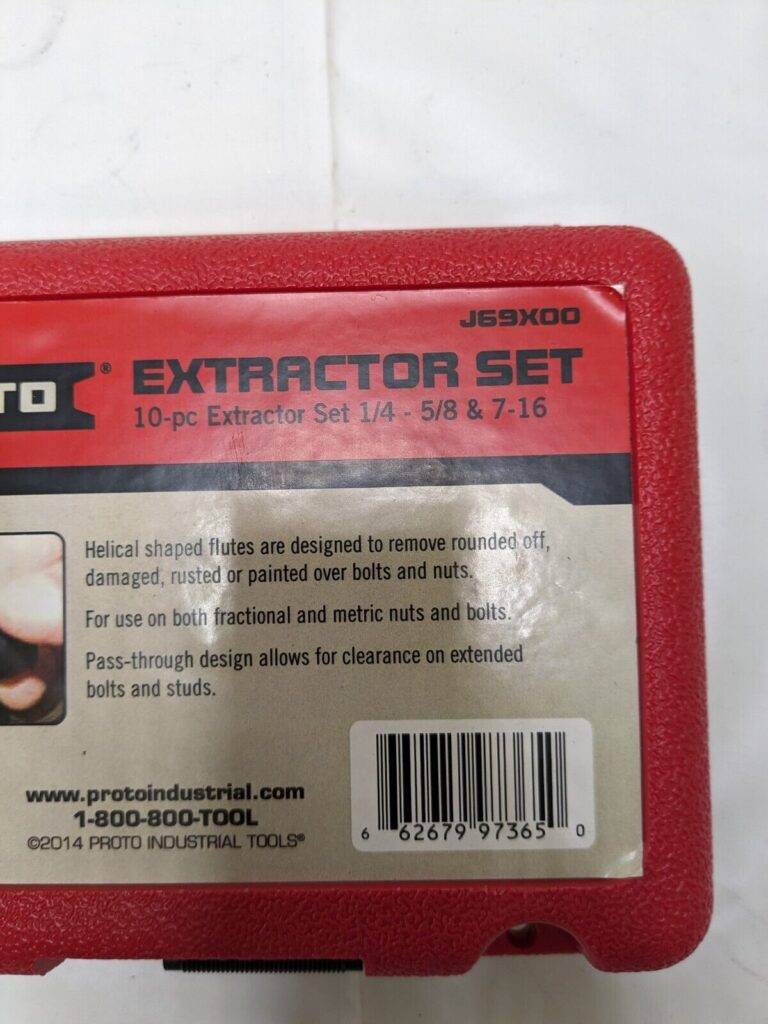 J69X00
TO® EXTRACTOR SET
10-pc Extractor Set 1/4 - 5/8 & 7-16
Helical shaped flutes are designed to remove rounded off,
damaged, rusted or painted over bolts and nuts.
For use on both fractional and metric nuts and bolts.
Pass-through design allows for clearance on extended
bolts and studs.
www.protoindustrial.com
1-800-800-TOOL
©2014 PROTO INDUSTRIAL TOOLS®
6 62679 97365 0